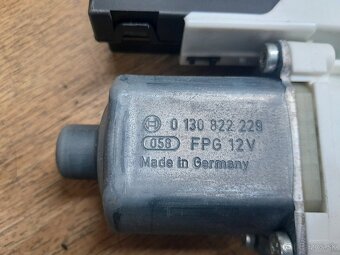 0 130 822 229
058 FPG 12V
Made in Germany